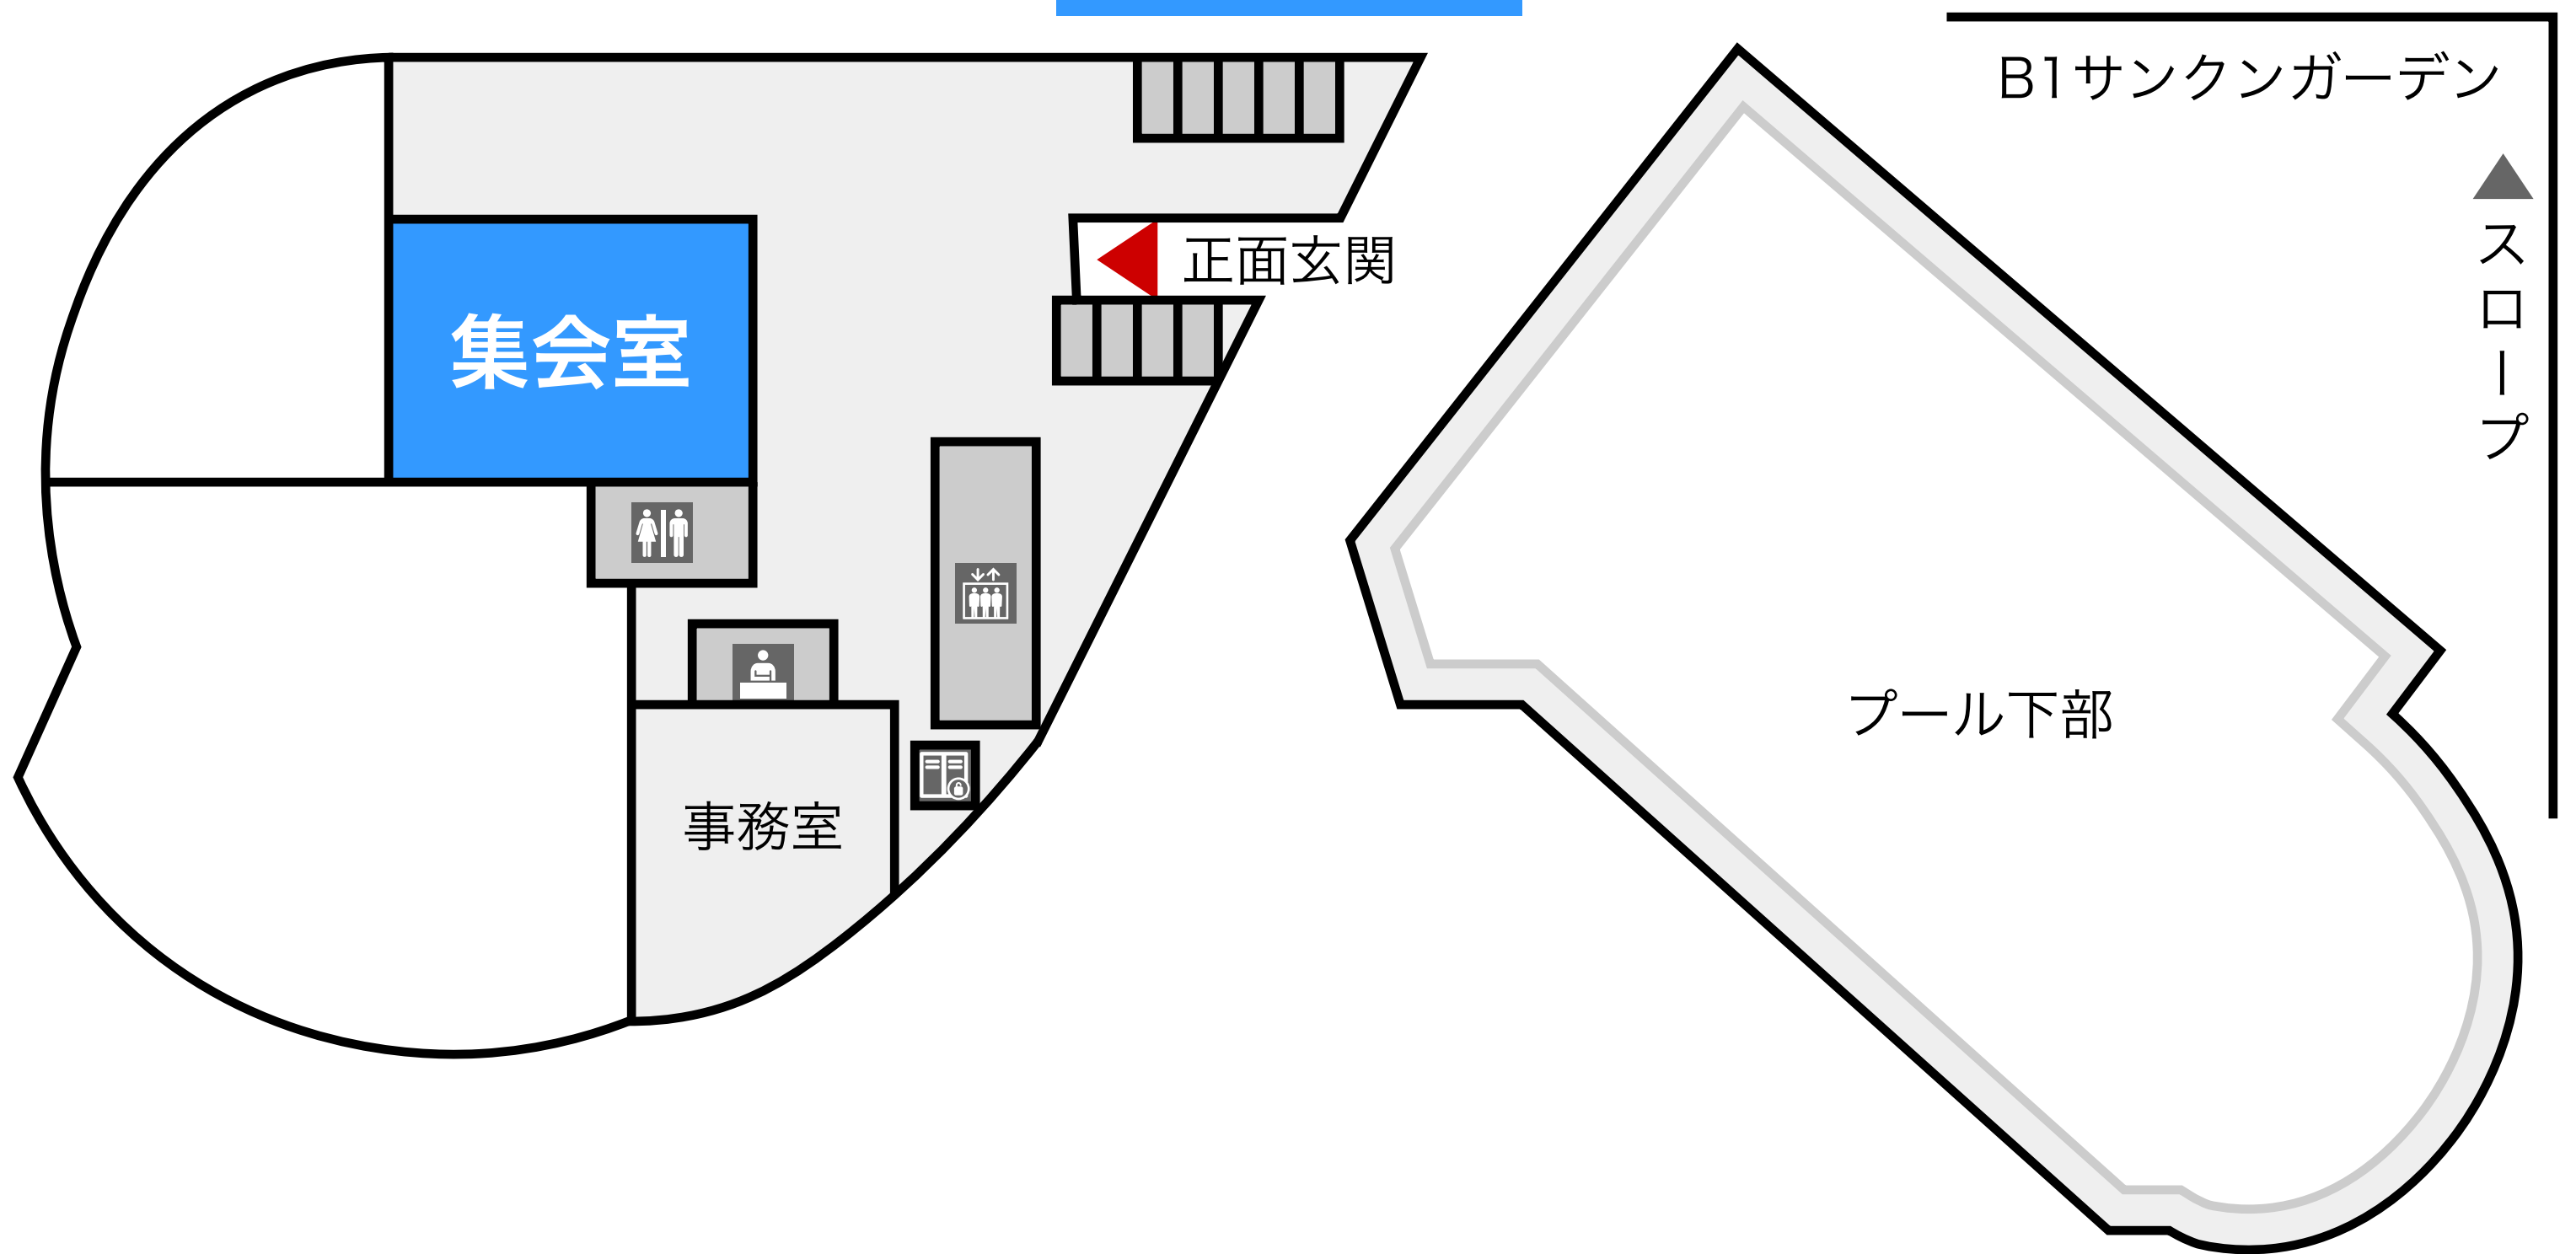 B1サンクンガーデン
スロープ
正面玄関
集会室
プール下部
事務室